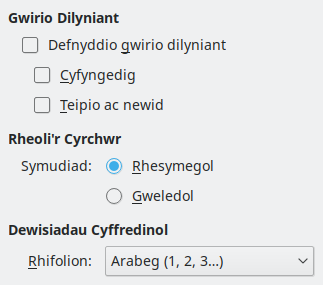 Gwirio Dilyniant
Defnyddio gwirio dilyniant
Cyfyngedig
Teipio ac newid
Rheoli'r Cyrchwr
Symudiad: Rhesymegol
Gweledol
Dewisiadau Cyffredinol
Rhifolion: Arabeg (1, 2, 3...)